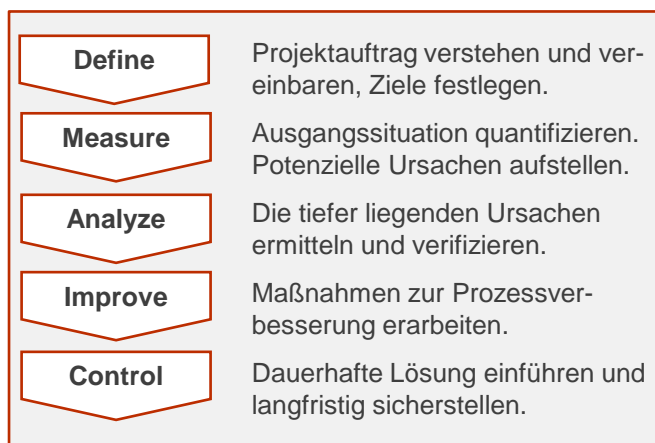 Define
Projektauftrag verstehen und ver-
einbaren, Ziele festlegen.
Measure
Ausgangssituation quantifizieren.
Potenzielle Ursachen aufstellen.
Analyze
Die tiefer liegenden Ursachen
ermitteln und verifizieren.
Improve
Maßnahmen zur Prozessver-
besserung erarbeiten.
Control
Dauerhafte Lösung einführen und
langfristig sicherstellen.